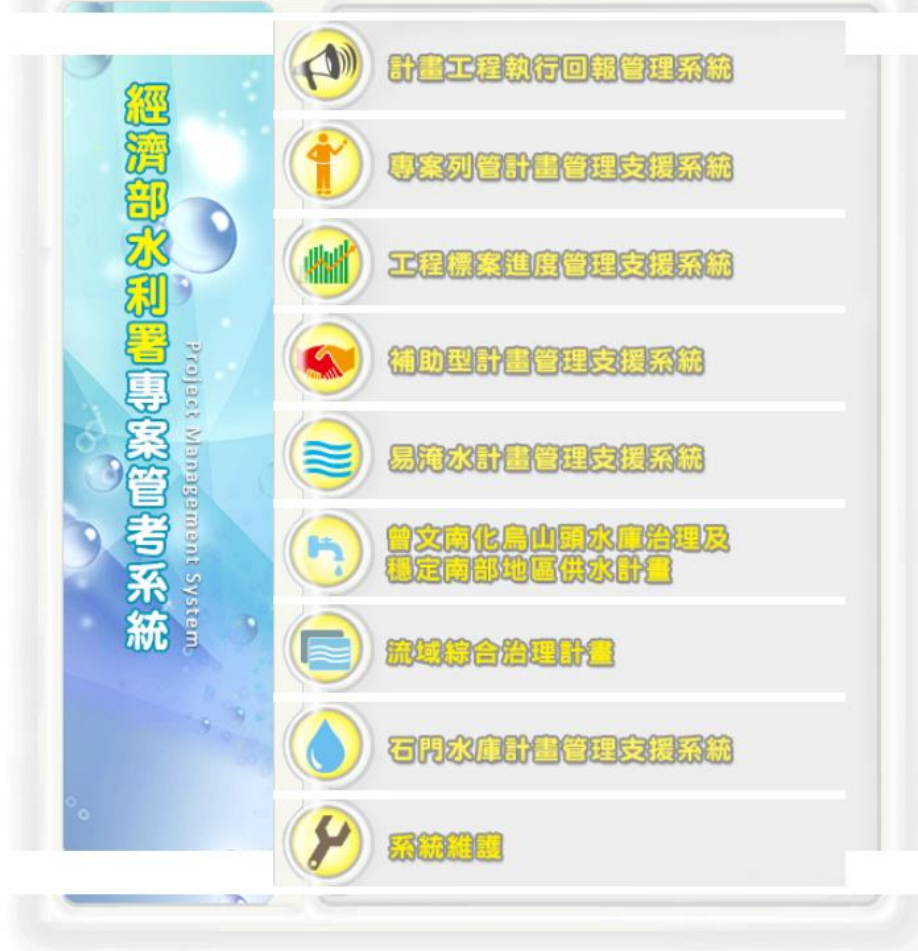 經濟部水利署專案管考系統
Project Management System
計畫工程執行回報管理系統
專案列管計畫管理支援系統
工程標案進度管理支援系統
補助型計畫管理支援系統
易淹水計畫管理支援系統
曾文南化烏山頭水庫治理及
穩定南部地區供水計畫
流域綜合治理計畫
石門水庫計畫管理支援系統
系統維護